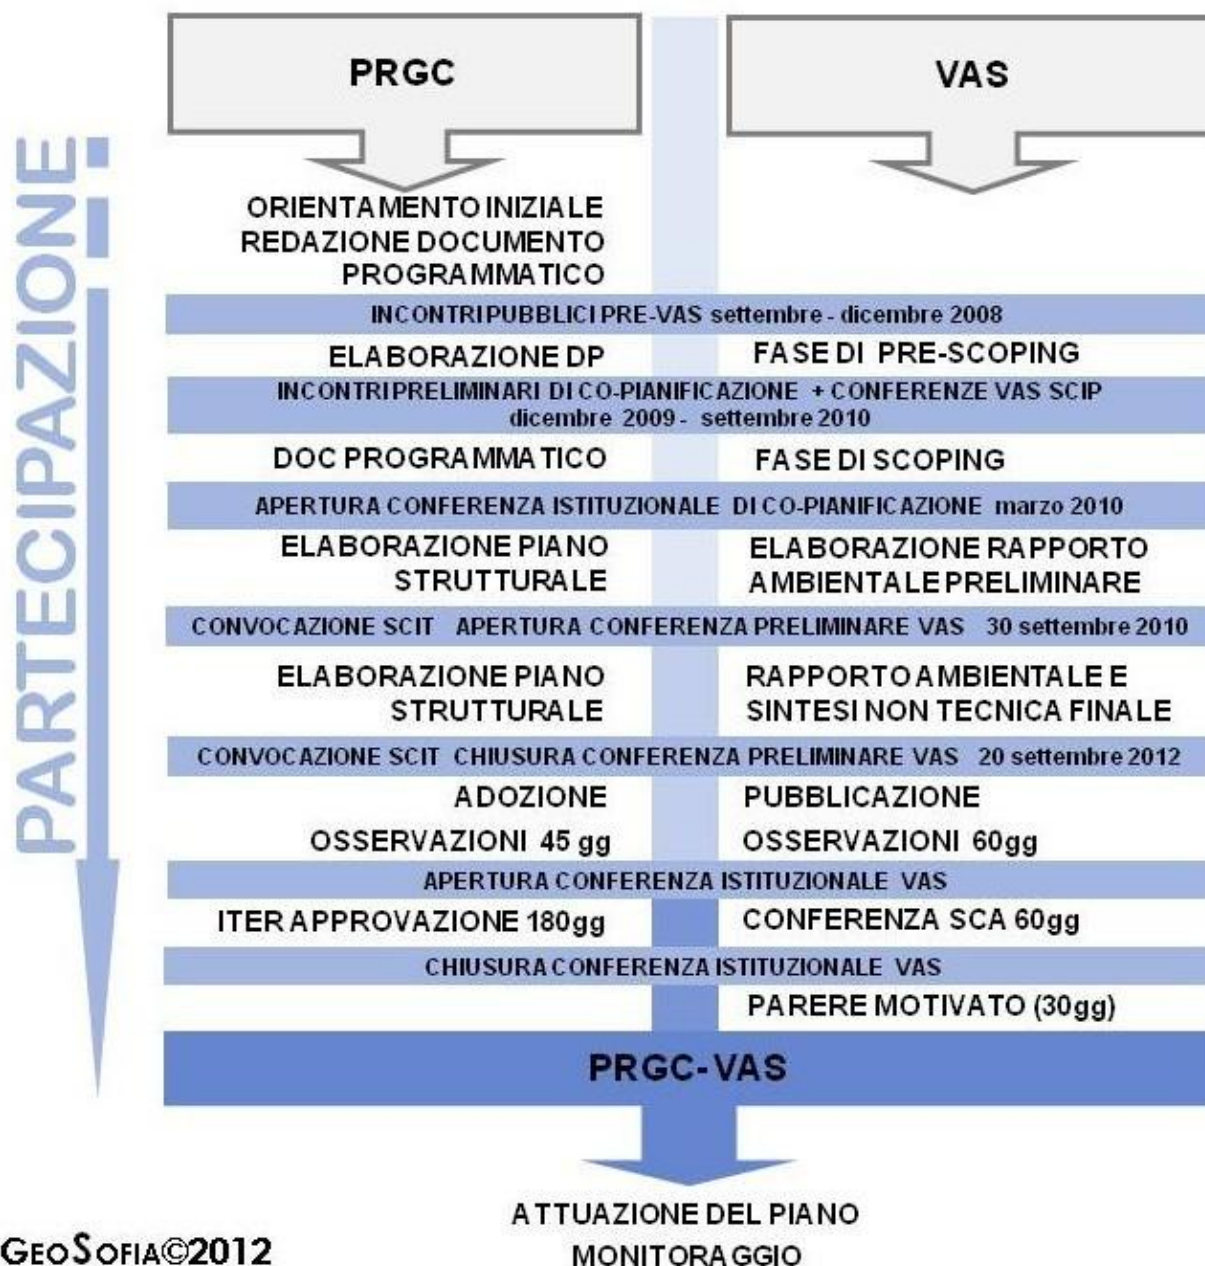 PRGC
VAS
PARTECIPAZIONE
ORIENTAMENTO INIZIALE
REDAZIONE DOCUMENTO
PROGRAMMATICO
INCONTRI PUBBLICI PRE-VAS settembre - dicembre 2008
ELABORAZIONE DP
FASE DI PRE-SCOPING
INCONTRI PRELIMINARI DI CO-PIANIFICAZIONE + CONFERENZE VAS SCIP
dicembre 2009 - settembre 2010
DOC PROGRAMMATICO
FASE DI SCOPING
APERTURA CONFERENZA ISTITUZIONALE DI CO-PIANIFICAZIONE marzo 2010
ELABORAZIONE PIANO
STRUTTURALE
ELABORAZIONE RAPPORTO
AMBIENTALE PRELIMINARE
CONVOCAZIONE SCIT APERTURA CONFERENZA PRELIMINARE VAS 30 settembre 2010
ELABORAZIONE PIANO
STRUTTURALE
RAPPORTO AMBIENTALE E
SINTESI NON TECNICA FINALE
CONVOCAZIONE SCIT CHIUSURA CONFERENZA PRELIMINARE VAS 20 settembre 2012
ADOZIONE
PUBBLICAZIONE
OSSERVAZIONI 45 gg
OSSERVAZIONI 60gg
APERTURA CONFERENZA ISTITUZIONALE VAS
ITER APPROVAZIONE 180gg
CONFERENZA SCA 60gg
CHIUSURA CONFERENZA ISTITUZIONALE VAS
PARERE MOTIVATO (30gg)
PRGC-VAS
ATTUAZIONE DEL PIANO
MONITORAGGIO
GEOSOFIA©2012